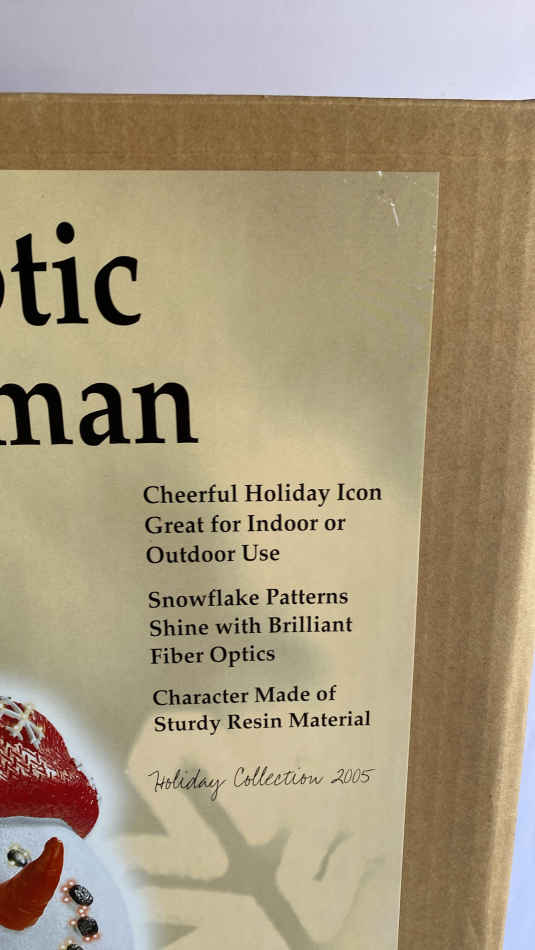 tic
man
Cheerful Holiday Icon
Great for Indoor or
Outdoor Use
Snowflake Patterns
Shine with Brilliant
Fiber Optics
Character Made of
Sturdy Resin Material
Holiday Collection 2005